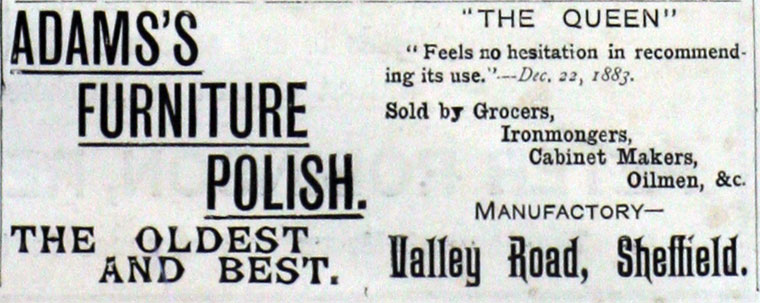 ADAMS'S
FURNITURE
POLISH.
THE OLDEST
AND BEST.
"THE QUEEN"
"Feels no hesitation in recommend-
ing its use."—Dec. 22, 1883.
Sold by Grocers,
Ironmongers,
Cabinet Makers,
Oilmen, &c.
MANUFACTORY—
Valley Road, Sheffield.